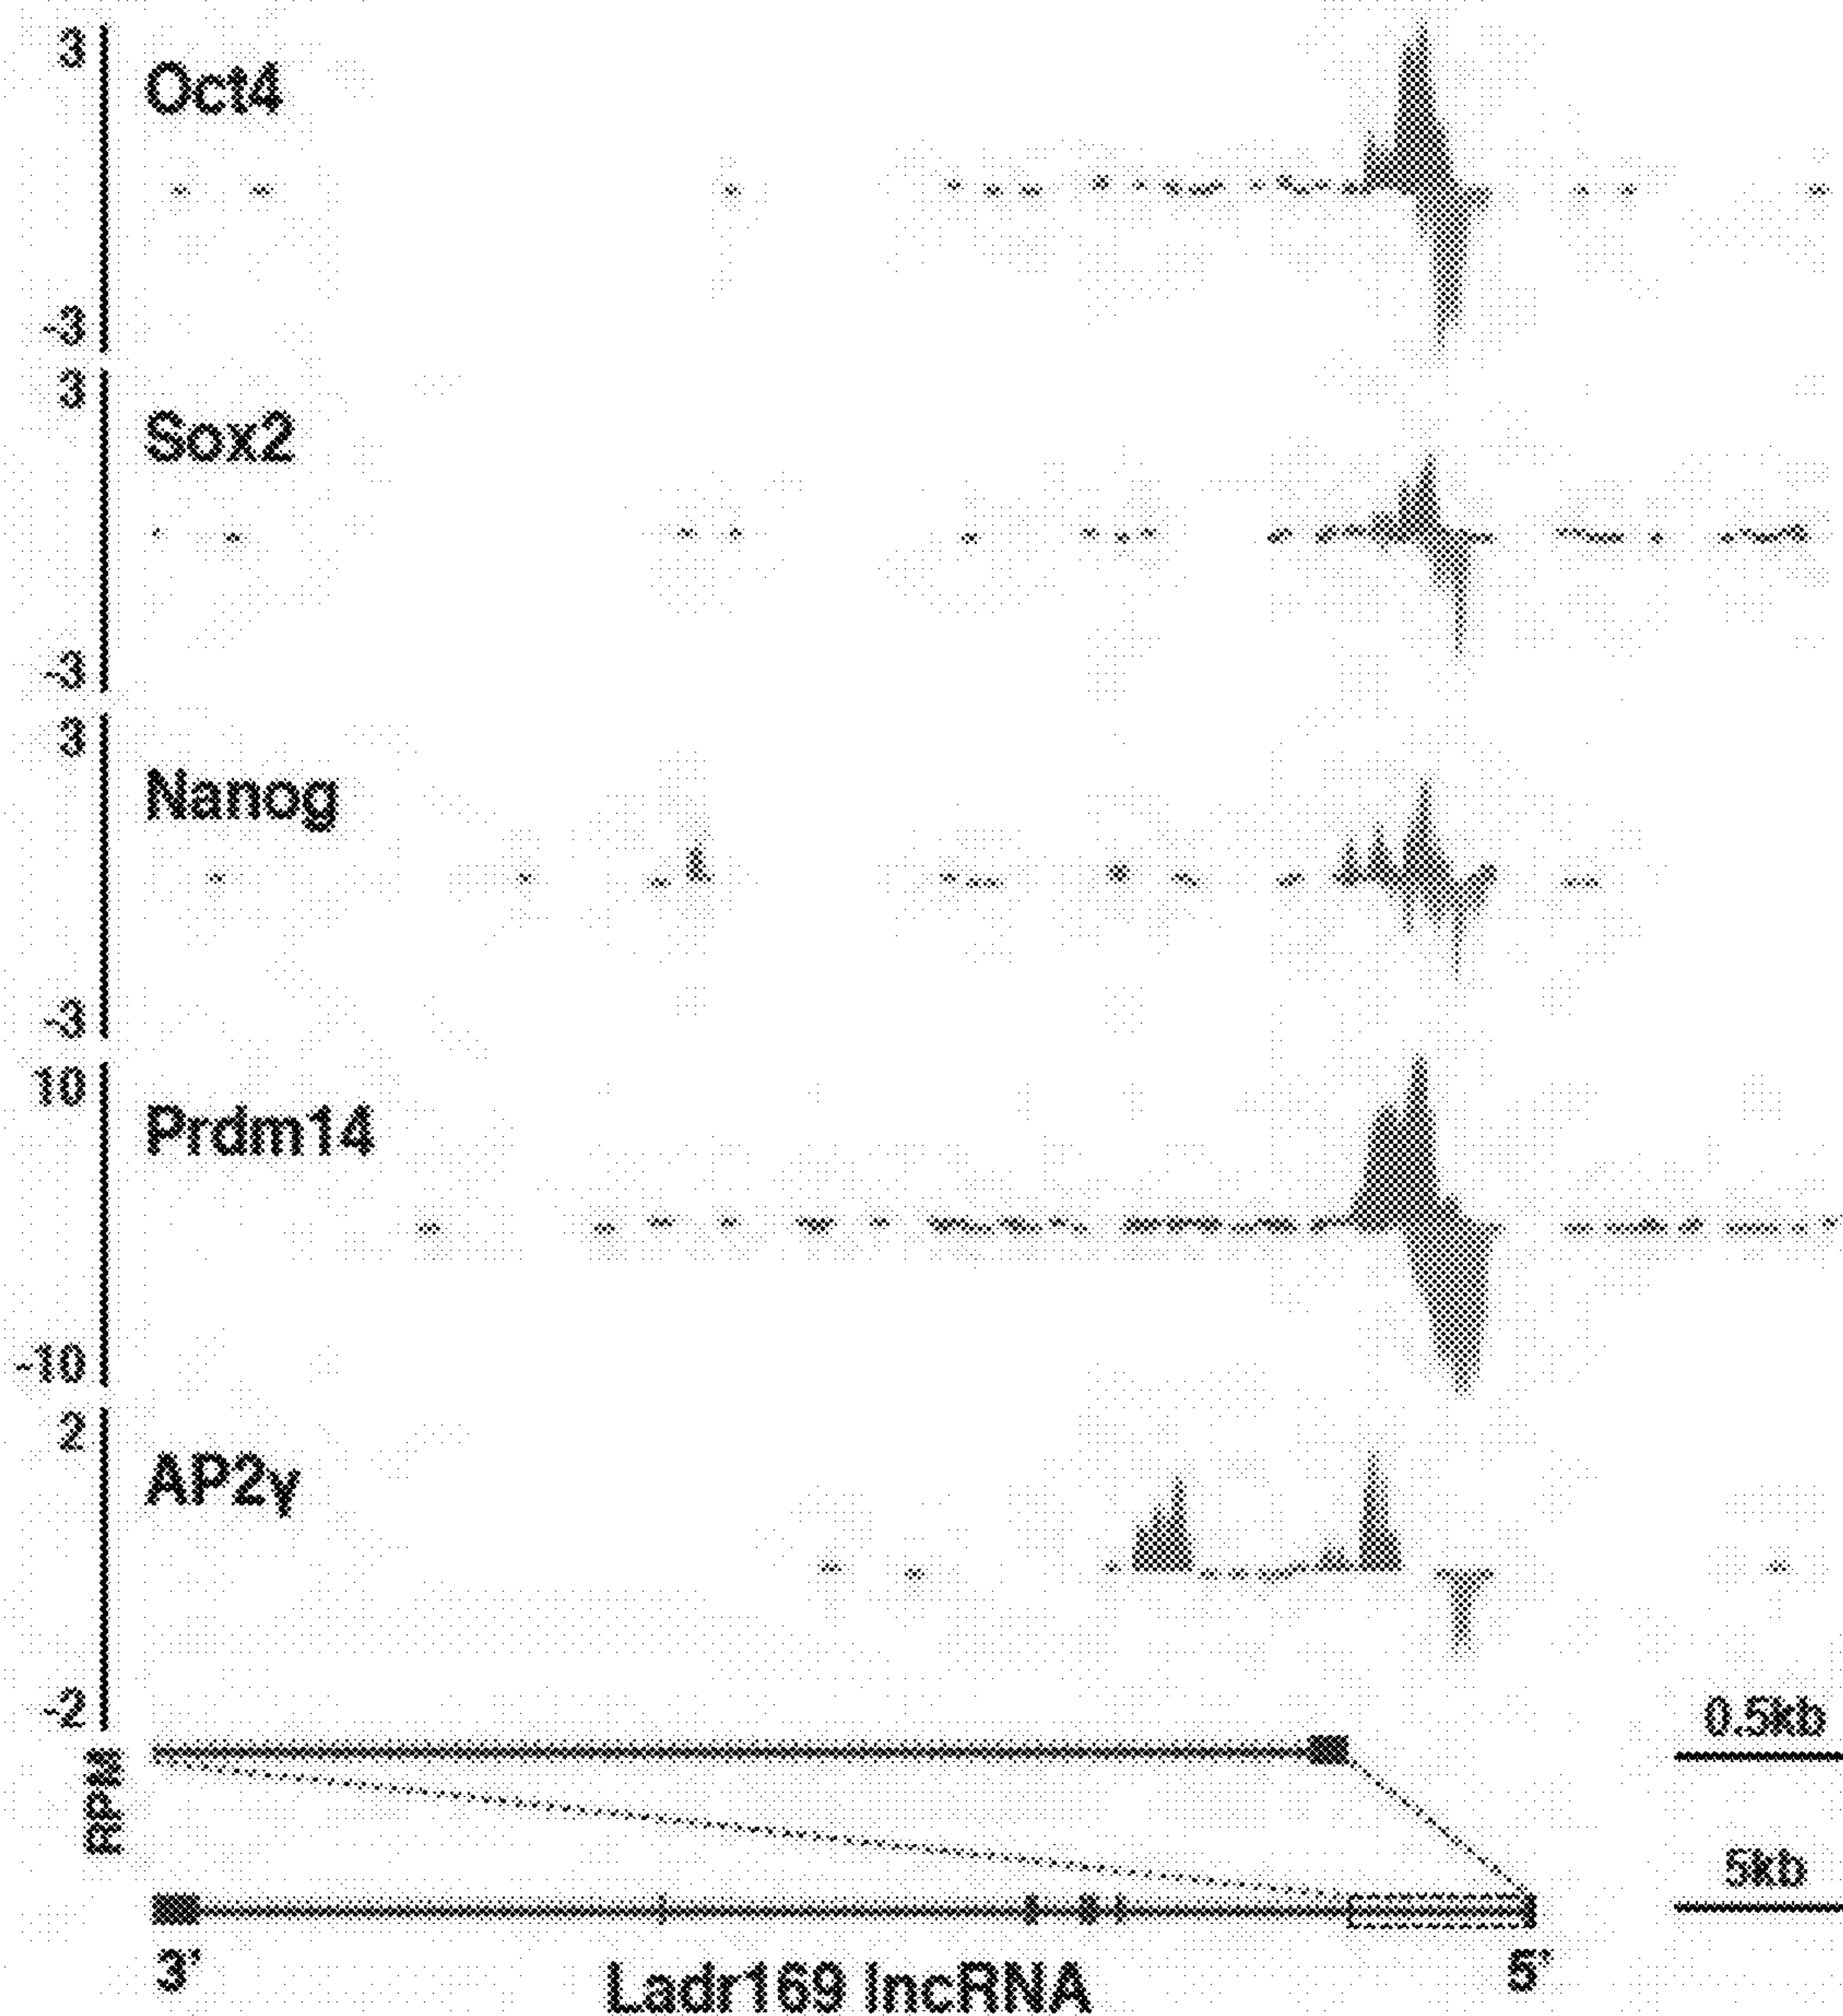 3
Oct4
-3
3
Sox2
-3
3
Nanog
-3
10
Prdm14
-10
2
AP2γ
-2
RPM
0.5kb
5kb
3' 5'
Ladr169 lncRNA